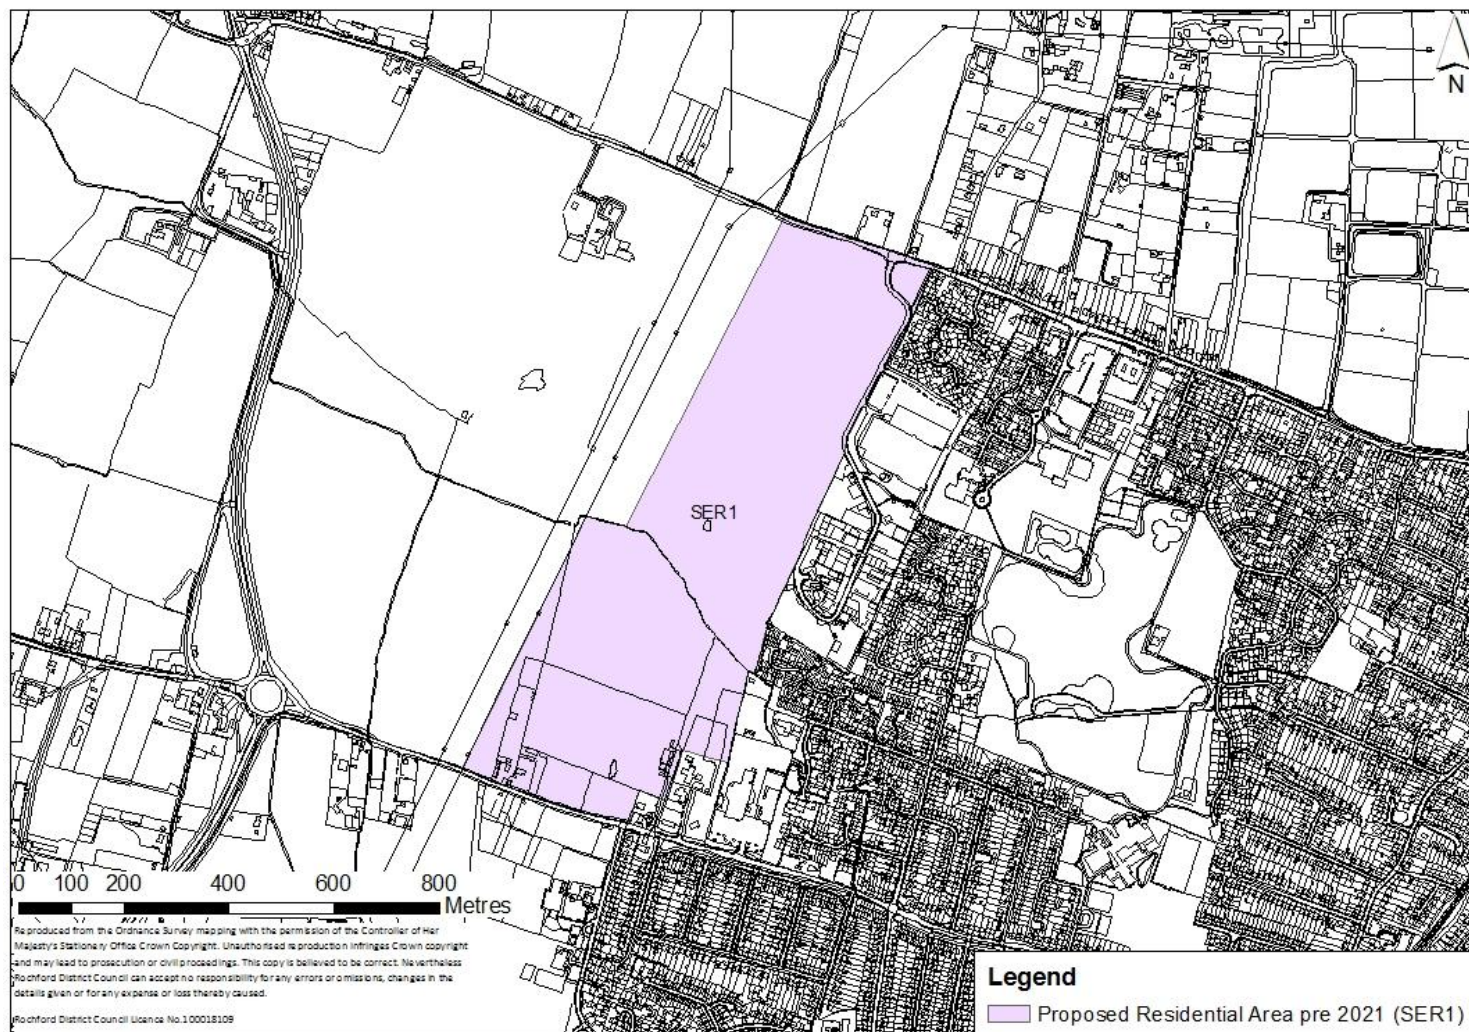 N
SER1
0 100 200 400 600 800
Metres
Reproduced from the Ordnance Survey mapping with the permission of the Controller of Her
Majesty's Stationery Office Crown Copyright. Unauthorised reproduction infringes Crown copyright
and may lead to prosecution or civil proceedings. This copy is believed to be correct. Nevertheless
Rochford District Council can accept no responsibility for any errors or omissions, changes in the
details given or for any expense or loss thereby caused.
Rochford District Council Licence No.100018109
Legend
Proposed Residential Area pre 2021 (SER1)